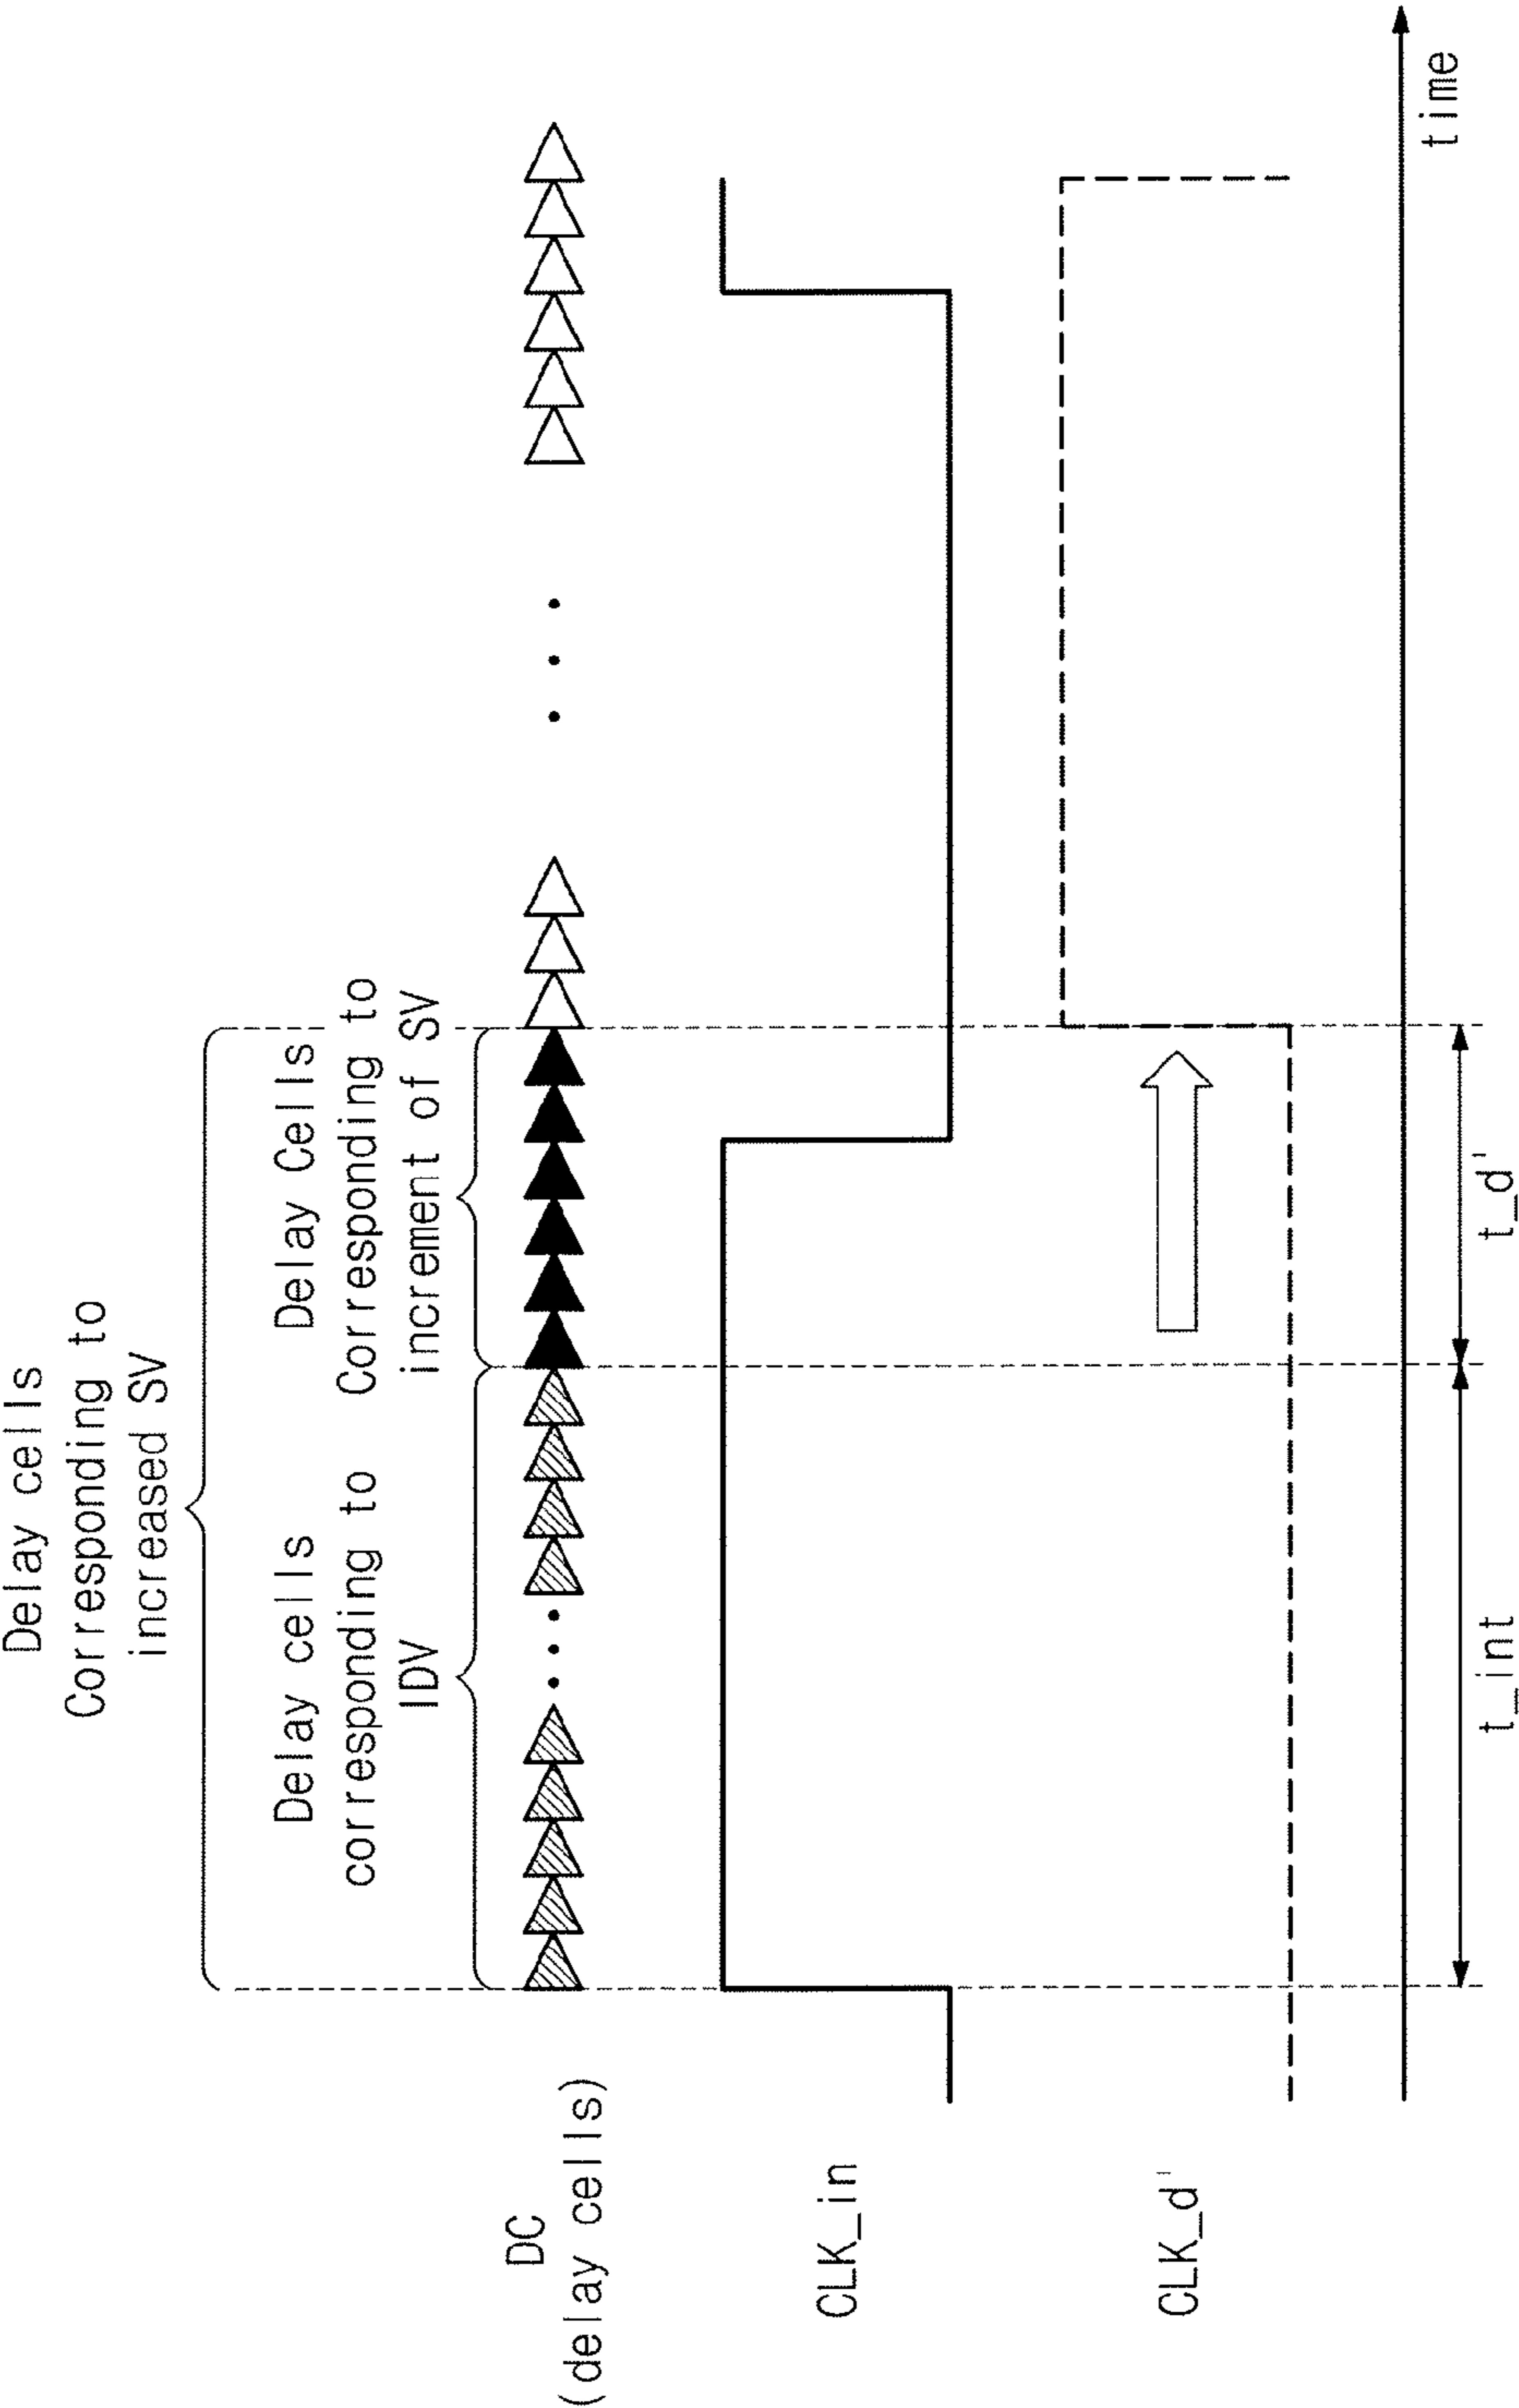 Delay cells
Corresponding to
increased SV
Delay cells
corresponding to
IDV
Delay Cells
Corresponding to
increment of SV
DC
(delay cells)
CLK_in
CLK_d'
t_int
t_d'
time